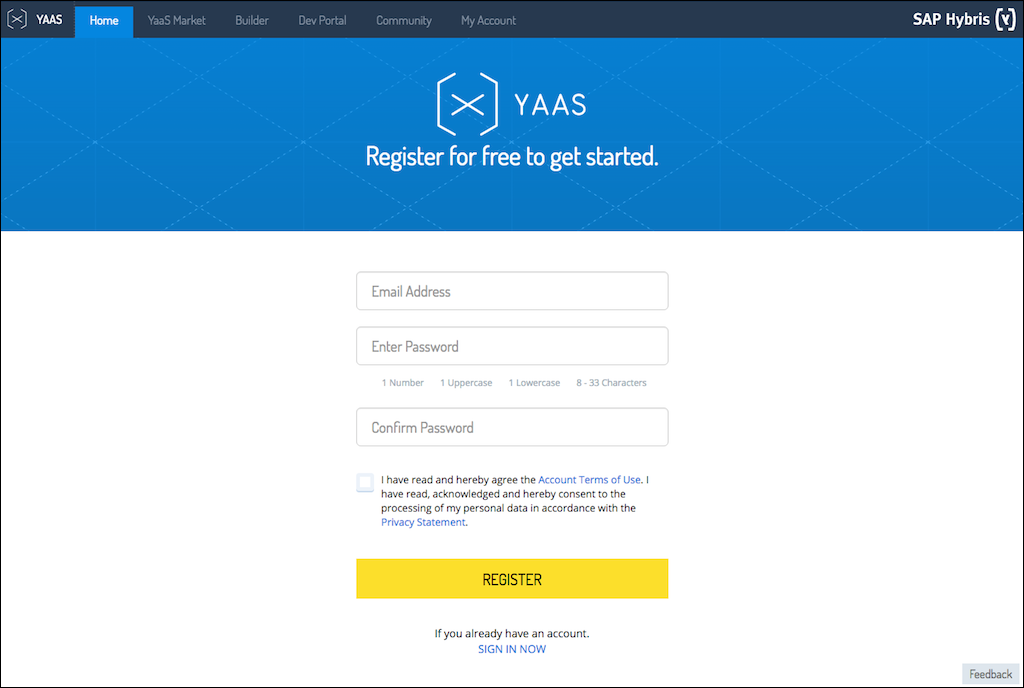 YAAS Home YaaS Market Builder Dev Portal Community My Account SAP Hybris (Y)
YAAS
Register for free to get started.
Email Address
Enter Password
1 Number 1 Uppercase 1 Lowercase 8 - 33 Characters
Confirm Password
I have read and hereby agree the Account Terms of Use. I
have read, acknowledged and hereby consent to the
processing of my personal data in accordance with the
Privacy Statement.
REGISTER
If you already have an account.
SIGN IN NOW
Feedback